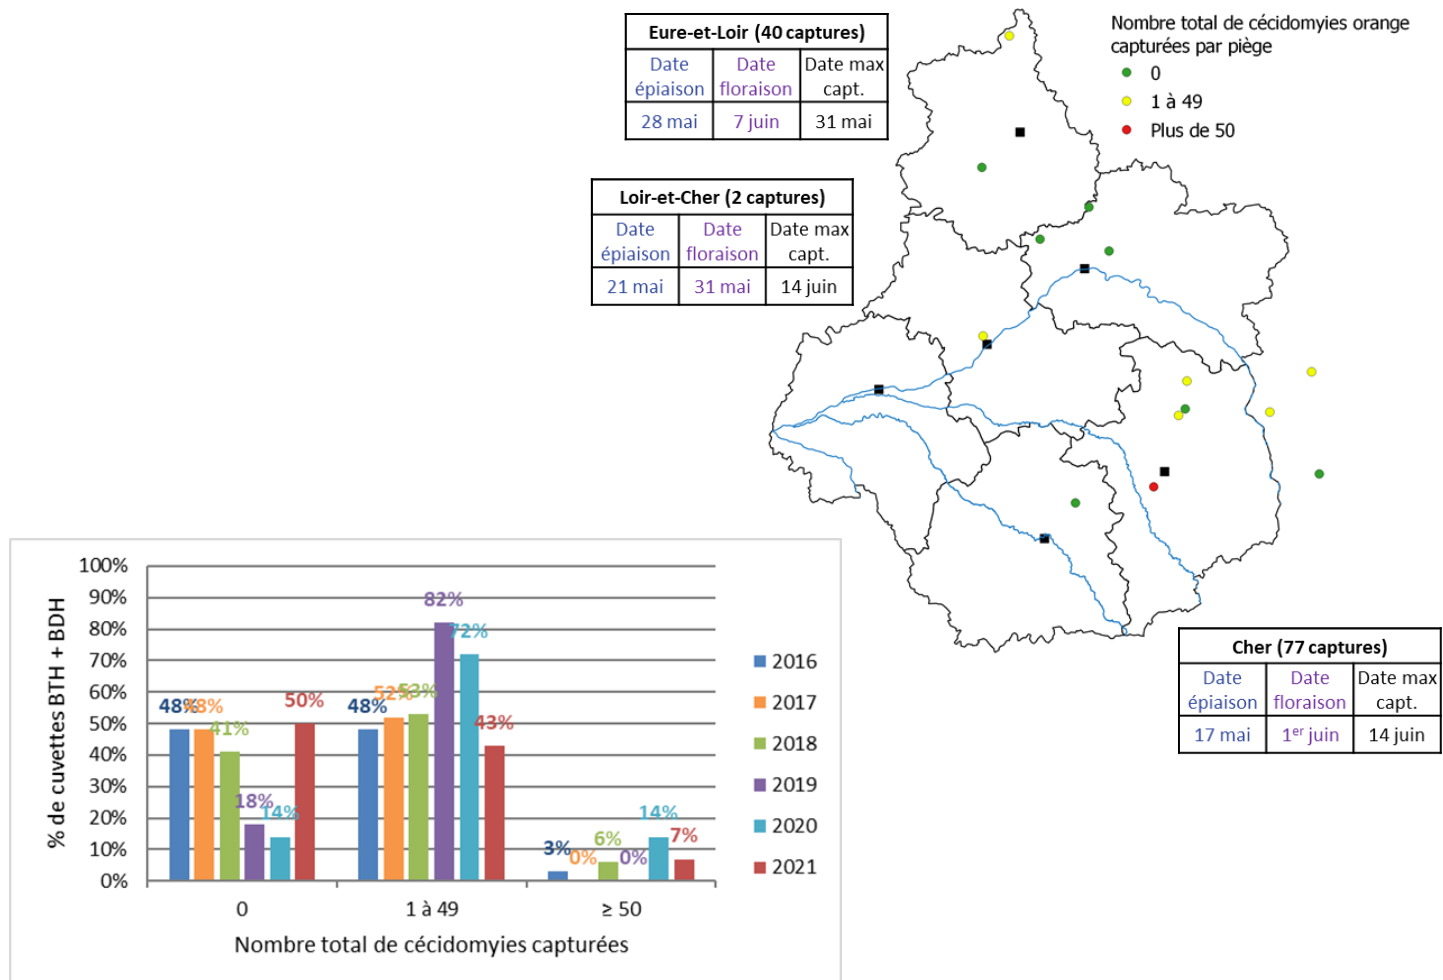 Eure-et-Loir (40 captures)
Date épiaison
Date floraison
Date max capt.
28 mai
7 juin
31 mai
Nombre total de cécidomyies orange
capturées par piège
0
1 à 49
Plus de 50
Loir-et-Cher (2 captures)
Date épiaison
Date floraison
Date max capt.
21 mai
31 mai
14 juin
Cher (77 captures)
Date épiaison
Date floraison
Date max capt.
17 mai
1er juin
14 juin
% de cuvettes BTH + BDH
100%
90%
80%
70%
60%
50%
40%
30%
20%
10%
0%
48%
48%
41%
18%
14%
50%
48%
52%
53%
82%
72%
43%
3%
0%
6%
0%
14%
7%
0
1 à 49
≥ 50
Nombre total de cécidomyies capturées
2016
2017
2018
2019
2020
2021